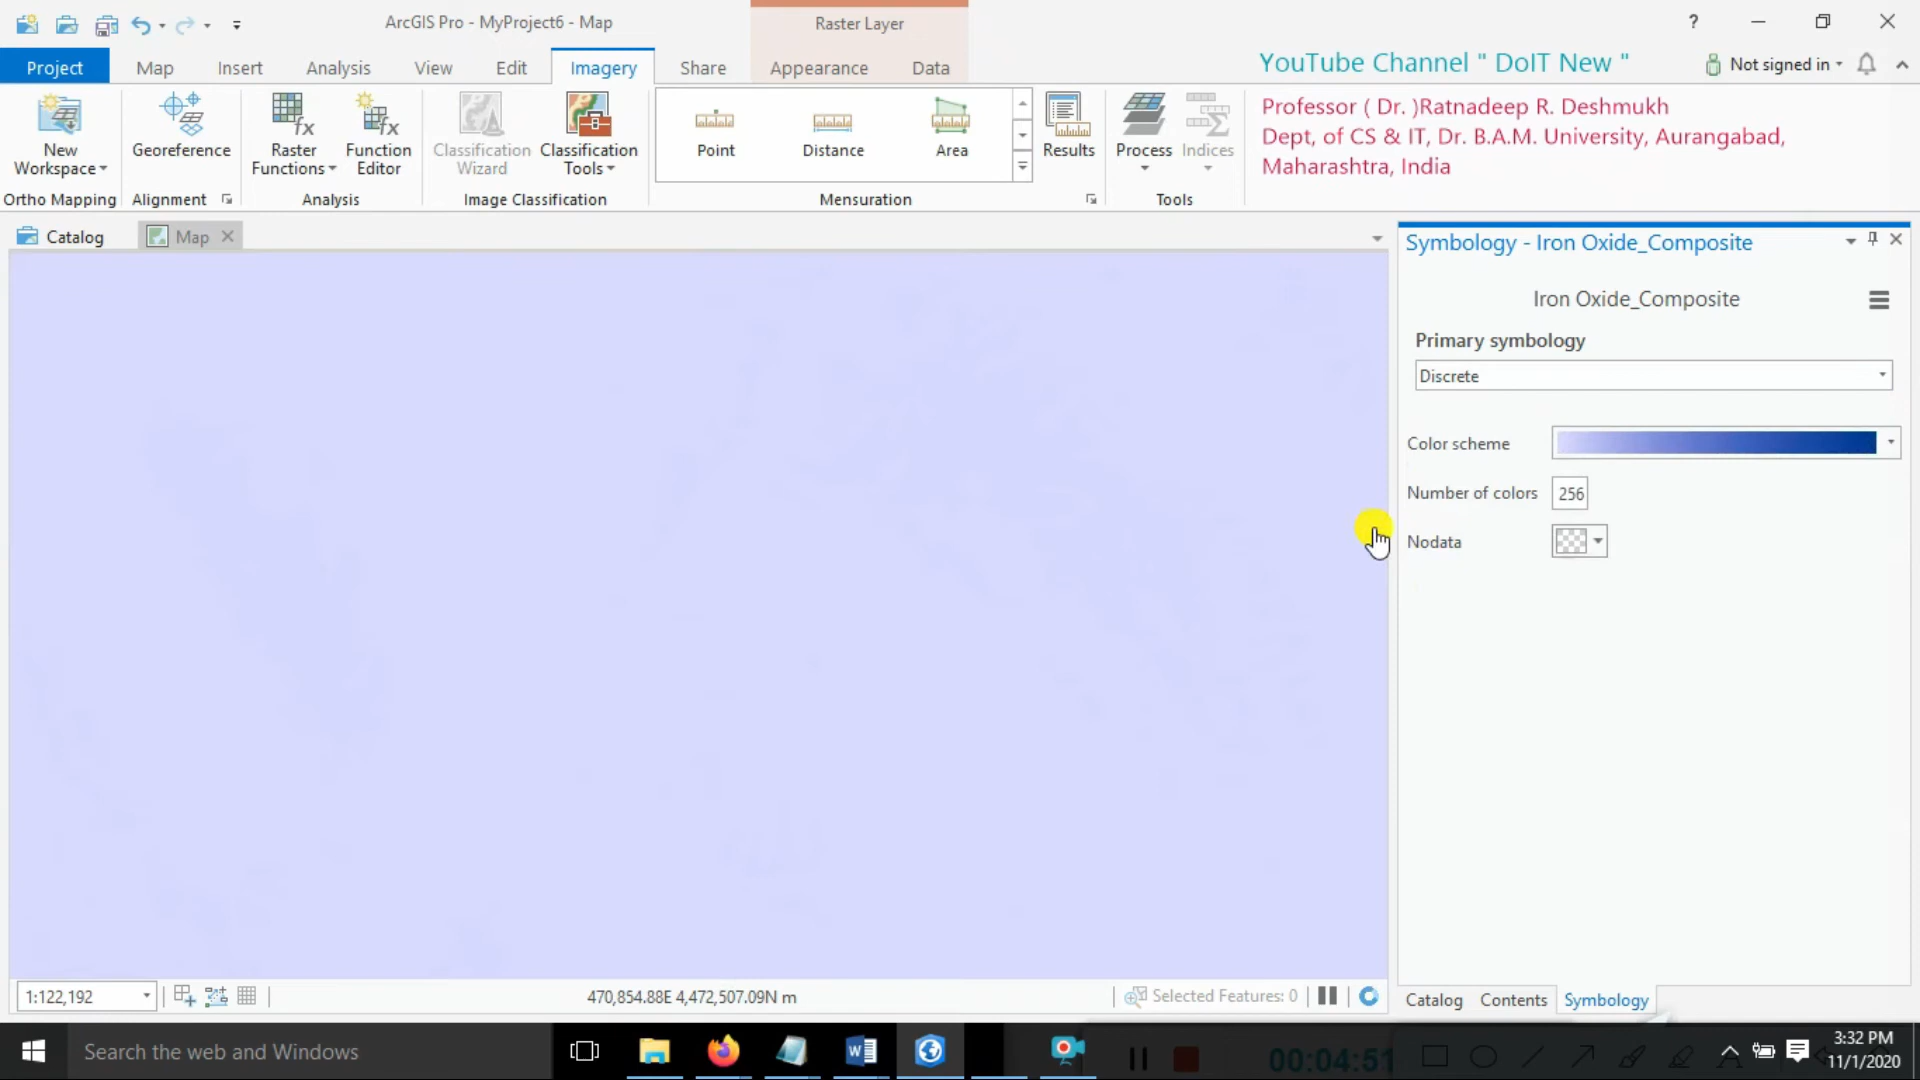 ArcGIS Pro - MyProject6 - Map
Raster Layer
?
Project
Map
Insert
Analysis
View
Edit
Imagery
Share
Appearance
Data
YouTube Channel " DoIT New "
Not signed in
Professor ( Dr. )Ratnadeep R. Deshmukh
Dept, of CS & IT, Dr. B.A.M. University, Aurangabad,
Maharashtra, India
New
Workspace
Georeference
Raster
Functions
Function
Editor
Classification
Wizard
Classification
Tools
Point
Distance
Area
Results
Process
Indices
Ortho Mapping
Alignment
Analysis
Image Classification
Mensuration
Tools
Catalog
Map
Symbology - Iron Oxide_Composite
Iron Oxide_Composite
Primary symbology
Discrete
Color scheme
Number of colors
256
Nodata
1:122,192
470,854.88E 4,472,507.09N m
Selected Features: 0
Catalog
Contents
Symbology
Search the web and Windows
00:04:51
3:32 PM
11/1/2020